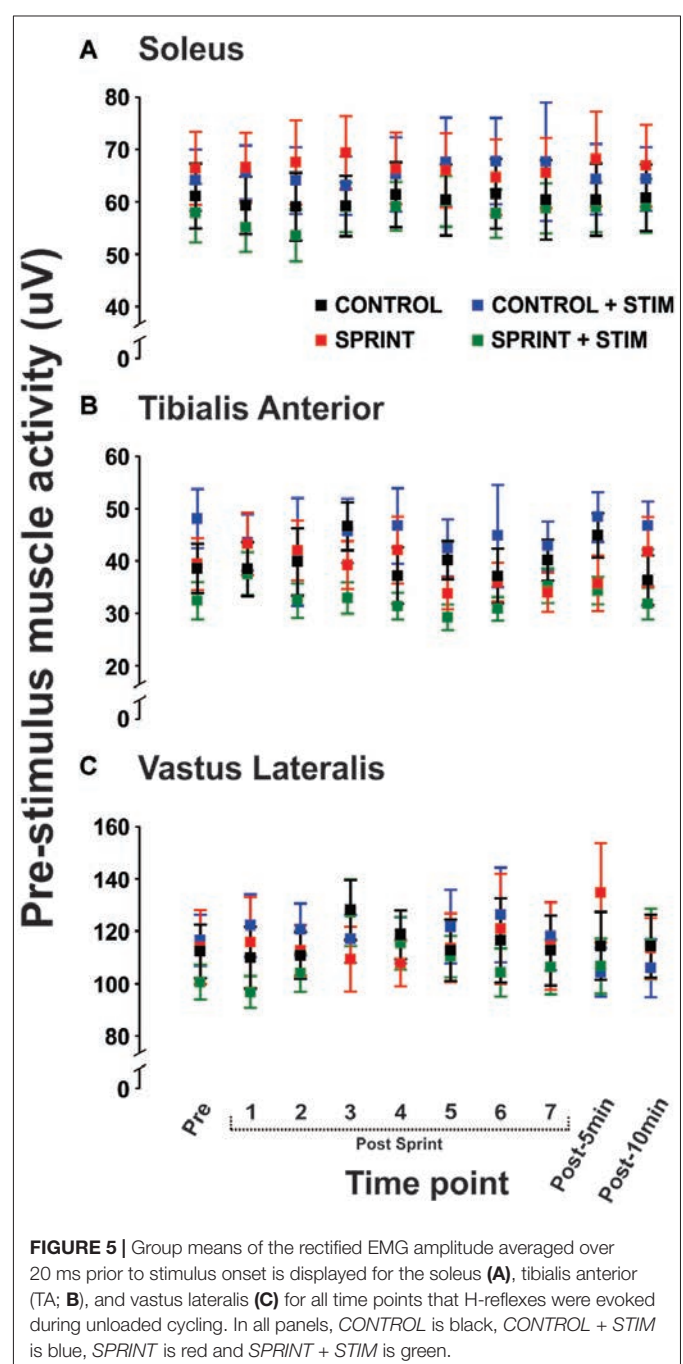 A Soleus
80
70
60
50
40
0
CONTROL CONTROL + STIM
SPRINT SPRINT + STIM
Pre-stimulus muscle activity (uV)
B Tibialis Anterior
60
50
40
30
20
0
C Vastus Lateralis
160
140
120
100
80
0
Pre 1 2 3 4 5 6 7 Post-5min Post-10min
Post Sprint
Time point
FIGURE 5 | Group means of the rectified EMG amplitude averaged over
20 ms prior to stimulus onset is displayed for the soleus (A), tibialis anterior
(TA; B), and vastus lateralis (C) for all time points that H-reflexes were evoked
during unloaded cycling. In all panels, CONTROL is black, CONTROL + STIM
is blue, SPRINT is red and SPRINT + STIM is green.